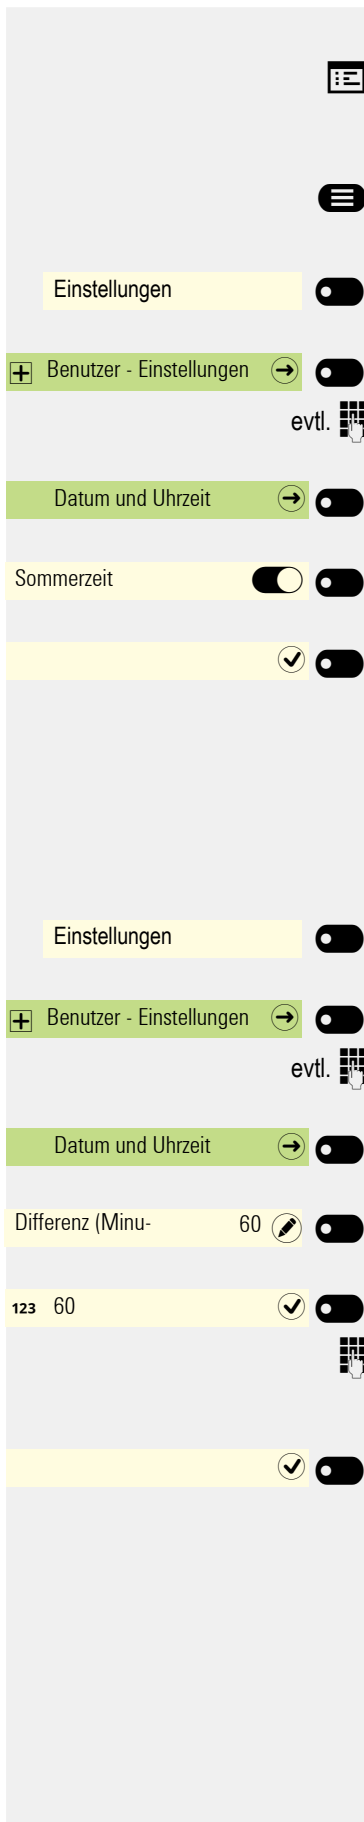 Einstellungen
Benutzer - Einstellungen
evtl.
Datum und Uhrzeit
Sommerzeit
Einstellungen
Benutzer - Einstellungen
evtl.
Datum und Uhrzeit
Differenz (Minu- 60
123 60